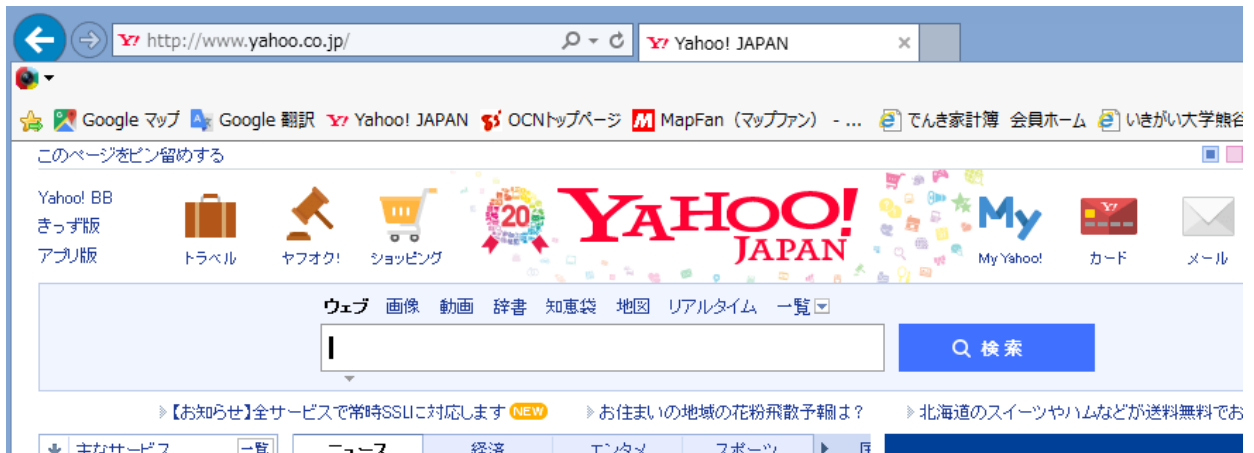 http://www.yahoo.co.jp/
Yahoo! JAPAN
Google マップ Google 翻訳 Yahoo! JAPAN OCNトップページ MapFan（マップファン） - ... でんき家計簿 会員ホーム いきがい大学熊谷
このページをピン留めする
Yahoo! BB
きっず版
アプリ版
トラベル
ヤフオク!
ショッピング
20
YAHOO!
JAPAN
My
My Yahoo!
Y!
カード
メール
ウェブ 画像 動画 辞書 知恵袋 地図 リアルタイム 一覧
検索
【お知らせ】全サービスで常時SSLに対応します NEW お住まいの地域の花粉飛散予報は？ 北海道のスイーツやハムなどが送料無料でお
主なサービス 一覧 ニュース 経済 エンタメ スポーツ